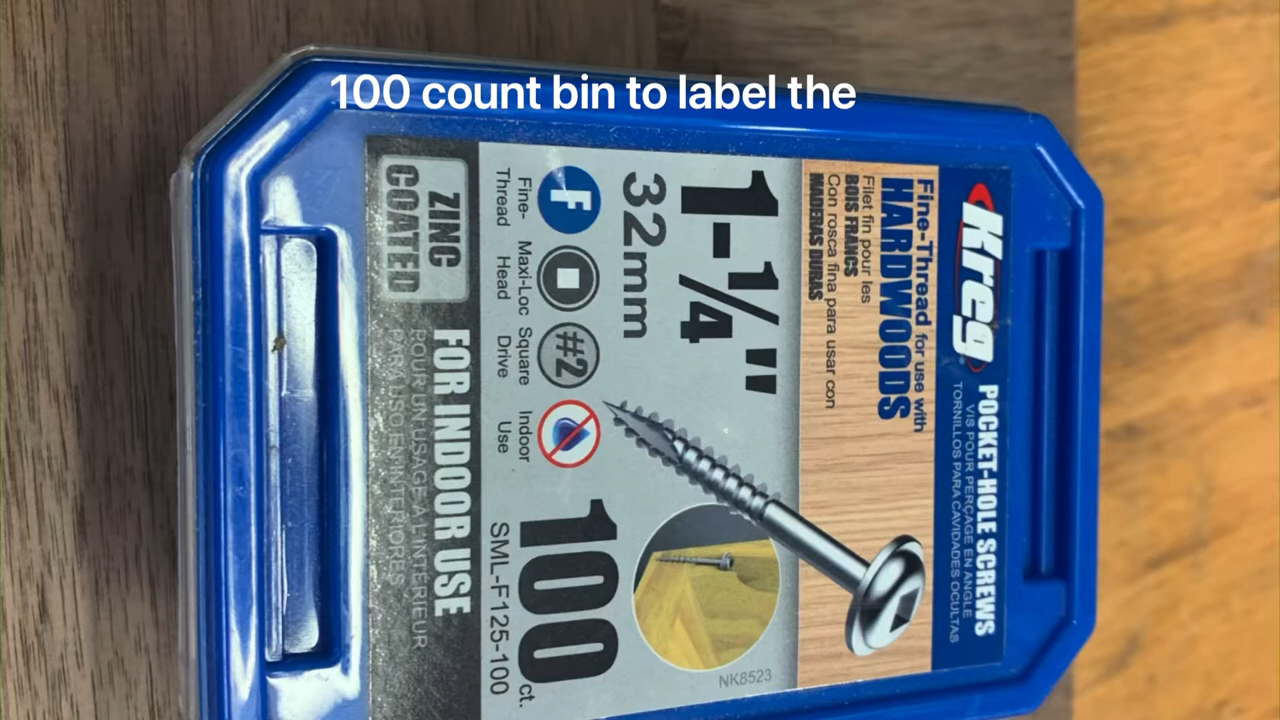 100 count bin to label the
Kreg
POCKET-HOLE SCREWS
VIS POUR PERÇAGE EN ANGLE
TORNILLOS PARA CAVIDADES OCULTAS
Fine-Thread for use with
HARDWOODS
Filet fin pour les
BOIS FRANCS
Con rosca fina para usar con
MADERAS DURAS
1-1/4"
32mm
F
#2
Fine-
Thread
Maxi-Loc
Head
Square
Drive
Indoor
Use
100 ct.
SML-F125-100
NK8523
ZINC
COATED
FOR INDOOR USE
POUR UN USAGE À L'INTÉRIEUR
PARA USO EN INTERIORES